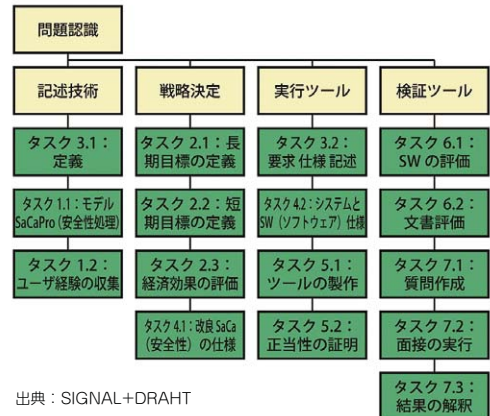 問題認識
記述技術
戦略決定
実行ツール
検証ツール
タスク 3.1:
定義
タスク 1.1:モデル
SaCaPro(安全性処理)
タスク 1.2:
ユーザ経験の収集
タスク 2.1:長
期目標の定義
タスク 2.2:短
期目標の定義
タスク 2.3:
経済効果の評価
タスク 4.1:改良 SaCa
(安全性)の仕様
タスク 3.2:
要求 仕様 記述
タスク 4.2:システムと
SW(ソフトウェア)仕様
タスク 5.1:
ツールの製作
タスク 5.2:
正当性の証明
タスク 6.1:
SW の評価
タスク 6.2:
文書評価
タスク 7.1:
質問作成
タスク 7.2:
面接の実行
タスク 7.3:
結果の解釈
出典:SIGNAL+DRAHT